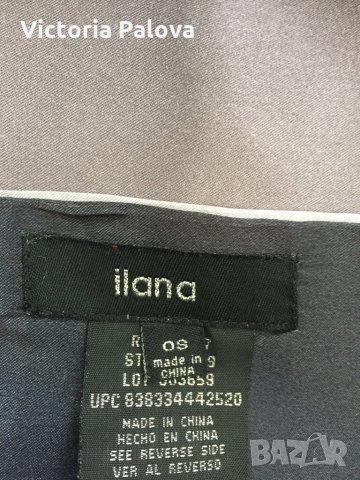 Victoria Palova
ilana
OS
made in
CHINA
UPC 838334442520
MADE IN CHINA
HECHO EN CHINA
SEE REVERSE SIDE
VER AL REVERSO
BAZAR